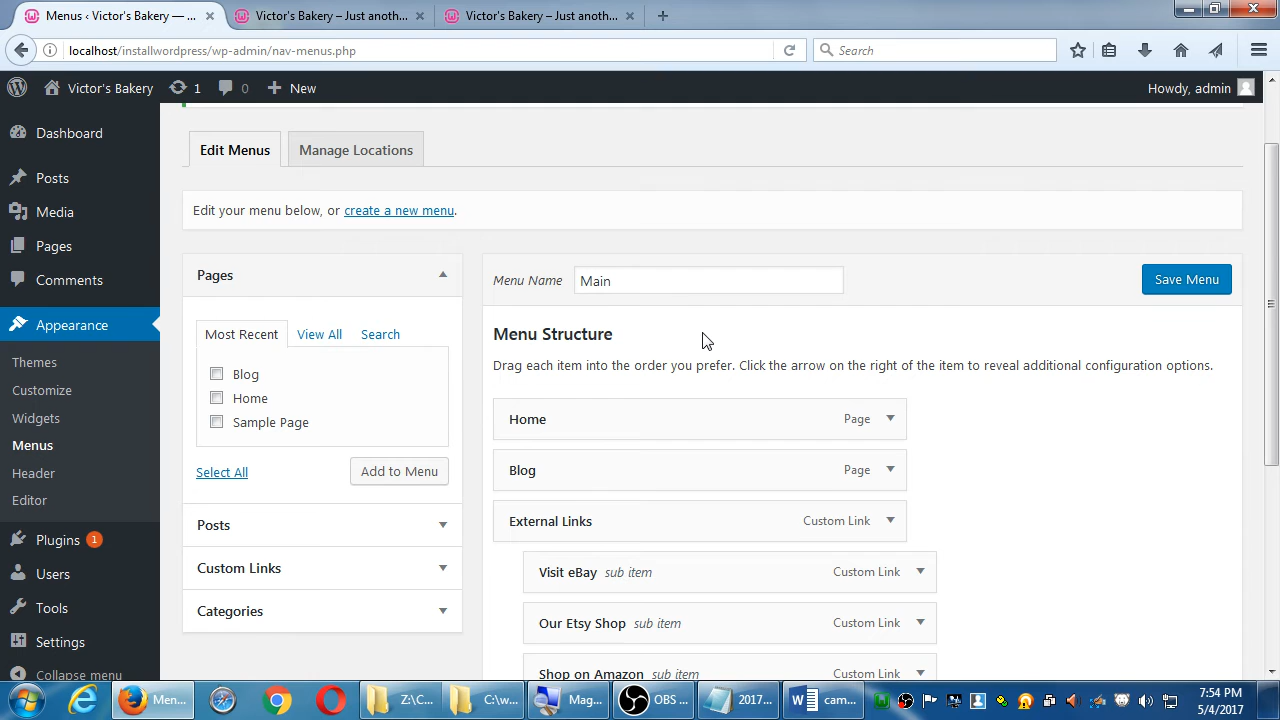 Menus ‹ Victor's Bakery — ...
Victor's Bakery – Just anoth...
Victor's Bakery – Just anoth...
localhost/installwordpress/wp-admin/nav-menus.php
Search
Victor's Bakery
1
0
New
Howdy, admin
Dashboard
Posts
Media
Pages
Comments
Appearance
Themes
Customize
Widgets
Menus
Header
Editor
Plugins 1
Users
Tools
Settings
Collapse menu
Edit Menus
Manage Locations
Edit your menu below, or create a new menu.
Pages
Most Recent
View All
Search
Blog
Home
Sample Page
Select All
Add to Menu
Posts
Custom Links
Categories
Menu Name
Main
Save Menu
Menu Structure
Drag each item into the order you prefer. Click the arrow on the right of the item to reveal additional configuration options.
Home Page
Blog Page
External Links Custom Link
Visit eBay sub item Custom Link
Our Etsy Shop sub item Custom Link
Shop on Amazon sub item Custom Link
Men...
Z:\C...
C:\w...
Mag...
OBS ...
2017...
cam...
7:54 PM
5/4/2017